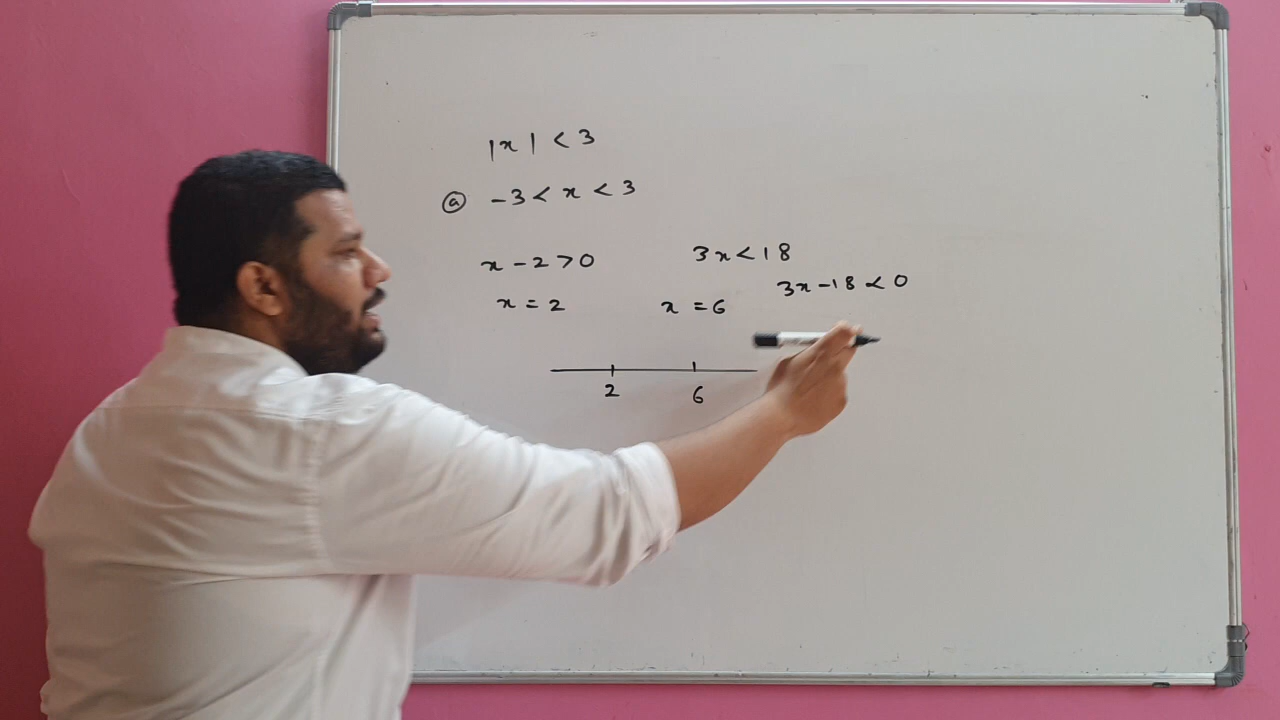 |x| < 3
ⓐ -3 < x < 3
x - 2 > 0
3x < 18
3x - 18 < 0
x = 2
x = 6
2 6